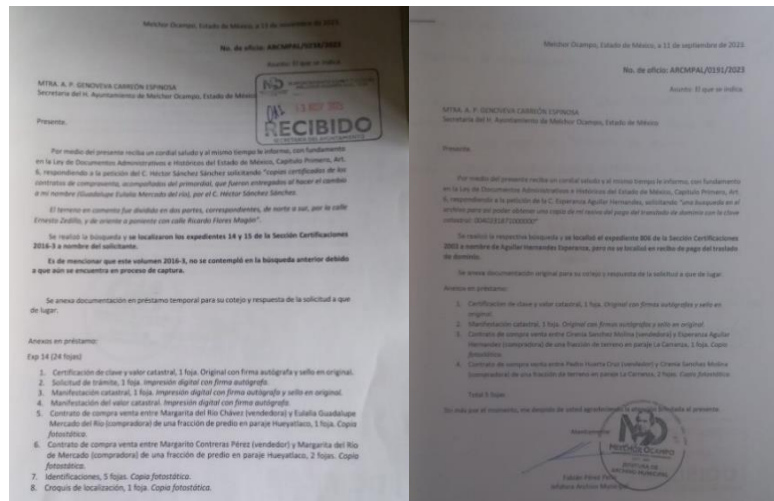 Melchor Ocampo, Estado de México, a 13 de noviembre de 2023.
No. de oficio: ARCMPAL/0238/2023
Asunto: El que se indica.
MTRA. A. P. GENOVEVA CARREÓN ESPINOSA
Secretaria del H. Ayuntamiento de Melchor Ocampo, Estado de México
RECIBIDO
SECRETARÍA DEL AYUNTAMIENTO
Presente.
Por medio del presente reciba un cordial saludo y al mismo tiempo le informo, con fundamento
en la Ley de Documentos Administrativos e Históricos del Estado de México, Capítulo Primero, Art.
6, respondiendo a la petición del C. Héctor Sánchez Sánchez solicitando "copias certificadas de los
contratos de compraventa, acompañados del primordial, que fueron entregados al hacer el cambio
a mi nombre (Guadalupe Eulalia Mercado del río), por el C. Héctor Sánchez Sánchez.
El terreno en comento fue dividido en dos partes, correspondientes, de norte a sur, por la calle
Ernesto Zedillo, y de oriente a poniente con calle Ricardo Flores Magón".
Se realizó la búsqueda y se localizaron los expedientes 14 y 15 de la Sección Certificaciones
2016-3 a nombre del solicitante.
Es de mencionar que este volumen 2016-3, no se contempló en la búsqueda anterior debido
a que aún se encuentra en proceso de captura.
Se anexa documentación en préstamo temporal para su cotejo y respuesta de la solicitud a que
de lugar.
Anexos en préstamo:
Exp 14 (24 fojas)
1. Certificación de clave y valor catastral, 1 foja. Original con firma autógrafa y sello en original.
2. Solicitud de trámite, 1 foja. Impresión digital con firma autógrafa.
3. Manifestación catastral, 1 foja. Impresión digital con firma autógrafa y sello en original.
4. Manifestación del valor catastral. Impresión digital con firma autógrafa.
5. Contrato de compra venta entre Margarita del Río Chávez (vendedora) y Eulalia Guadalupe
Mercado del Río (compradora) de una fracción de predio en paraje Hueyatlaco, 1 foja. Copia
fotostática.
6. Contrato de compra venta entre Margarito Contreras Pérez (vendedor) y Margarita del Río
de Mercado (compradora) de una fracción de predio en paraje Hueyatlaco, 2 fojas. Copia
fotostática.
7. Identificaciones, 5 fojas. Copia fotostática.
8. Croquis de localización, 1 foja. Copia fotostática.
Melchor Ocampo, Estado de México, a 11 de septiembre de 2023.
No. de oficio: ARCMPAL/0191/2023
Asunto: El que se indica.
MTRA. A. P. GENOVEVA CARREÓN ESPINOSA
Secretaria del H. Ayuntamiento de Melchor Ocampo, Estado de México
Presente.
Por medio del presente reciba un cordial saludo y al mismo tiempo le informo, con fundamento
en la Ley de Documentos Administrativos e Históricos del Estado de México, Capítulo Primero, Art.
6, respondiendo a la petición de la C. Esperanza Aguilar Hernandes, solicitando "una búsqueda en el
archivo para así poder obtener una copia de mi recibo del pago del translado de dominio con la clave
catastral:
Se realizó la respectiva búsqueda y se localizó el expediente 806 de la Sección Certificaciones
2002 a nombre de Aguilar Hernandes Esperanza, pero no se localizó en recibo de pago del traslado
de dominio.
Se anexa documentación original para su cotejo y respuesta de la solicitud a que de lugar.
Anexos en préstamo:
1. Certificación de clave y valor catastral, 1 foja. Original con firmas autógrafas y sello en original.
2. Manifestación catastral, 1 foja. Original con firmas autógrafas y sello en original.
3. Contrato de compra venta entre Cirenia Sanchez Molina (vendedora) y Esperanza Aguilar
Hernandes (compradora) de una fracción de terreno en paraje La Carranza, 1 foja. Copia
fotostática.
4. Contrato de compra venta entre Pedro Huerta Cruz (vendedor) y Cirenia Sanches Molina
(compradora) de una fracción de terreno en paraje La Carranza, 2 fojas. Copia fotostática.
Total 5 fojas
Sin más por el momento, me despido de usted agradeciendo la atención brindada al presente.
Atentamente
MELCHOR OCAMPO
JEFATURA DE
ARCHIVO MUNICIPAL
Fabián Pérez
Jefatura Archivo Municipal